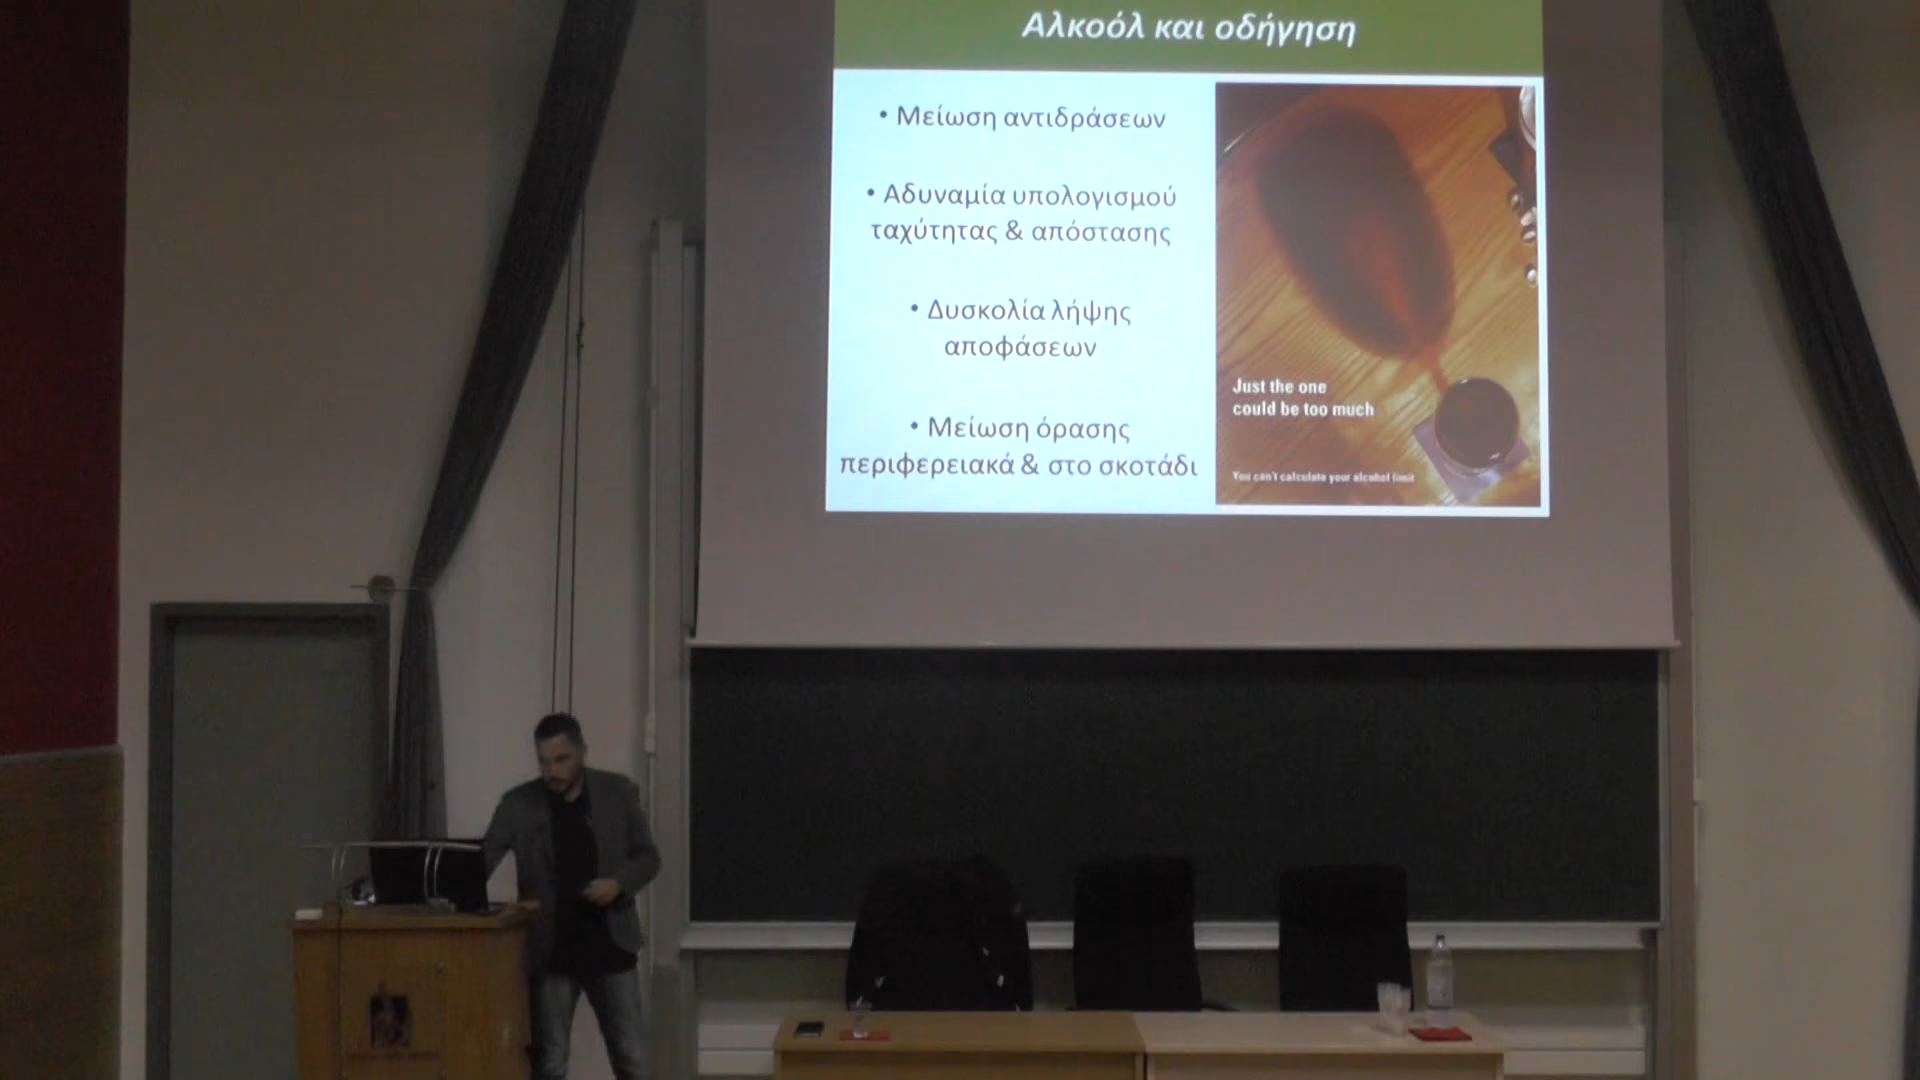 Αλκοόλ και οδήγηση
• Μείωση αντιδράσεων
• Αδυναμία υπολογισμού
ταχύτητας & απόστασης
• Δυσκολία λήψης
αποφάσεων
• Μείωση όρασης
περιφερειακά & στο σκοτάδι
Just the one
could be too much
You can't calculate your alcohol limit